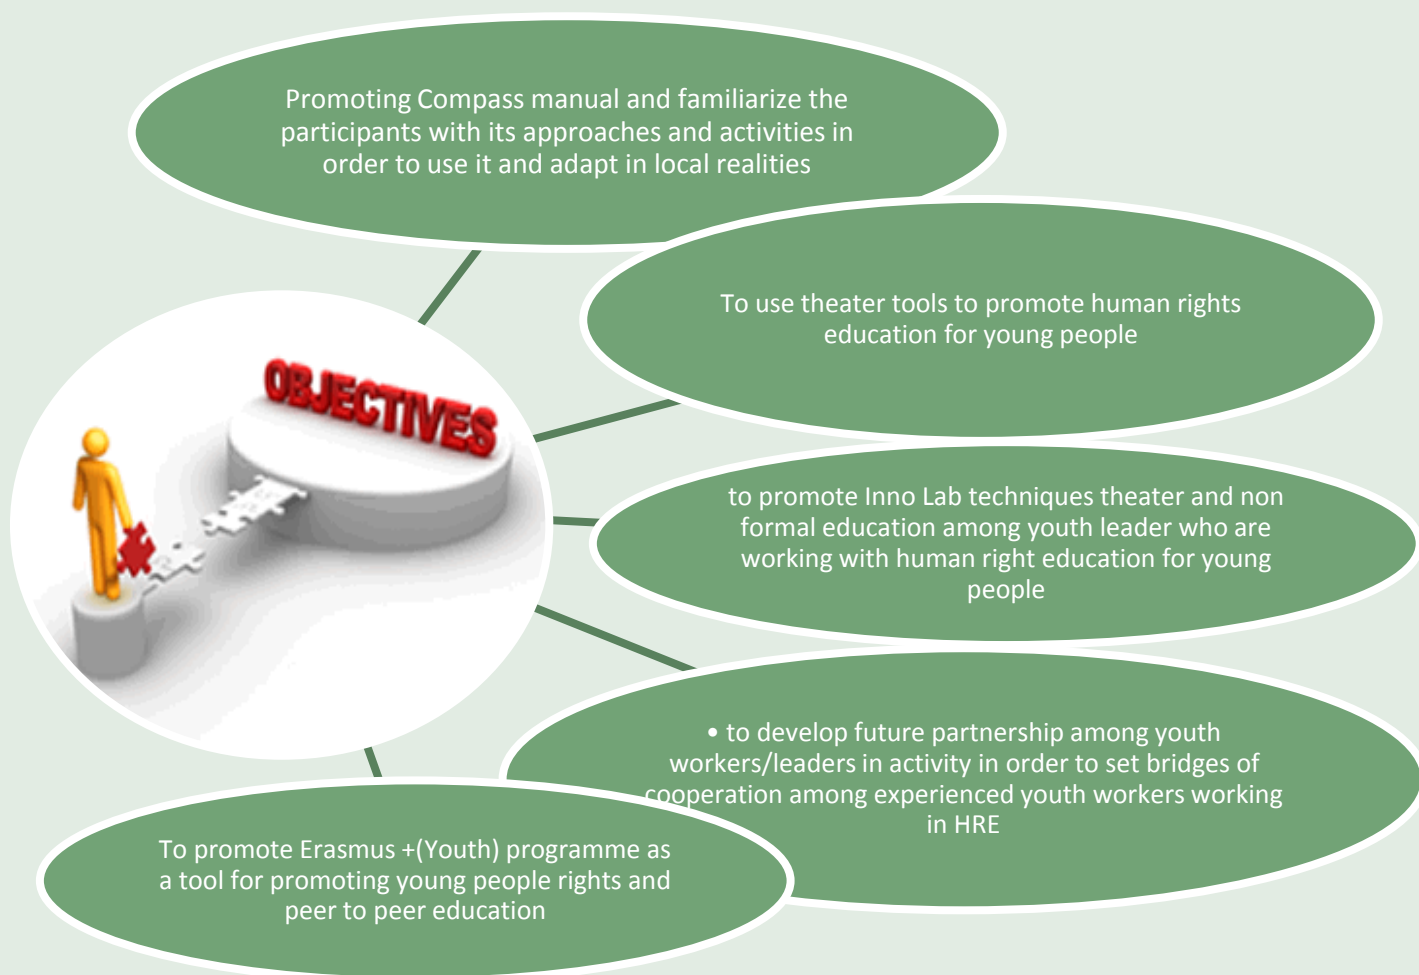 Promoting Compass manual and familiarize the
participants with its approaches and activities in
order to use it and adapt in local realities
To use theater tools to promote human rights
education for young people
OBJECTIVES
to promote Inno Lab techniques theater and non
formal education among youth leader who are
working with human right education for young
people
• to develop future partnership among youth
workers/leaders in activity in order to set bridges of
cooperation among experienced youth workers working
in HRE
To promote Erasmus +(Youth) programme as
a tool for promoting young people rights and
peer to peer education